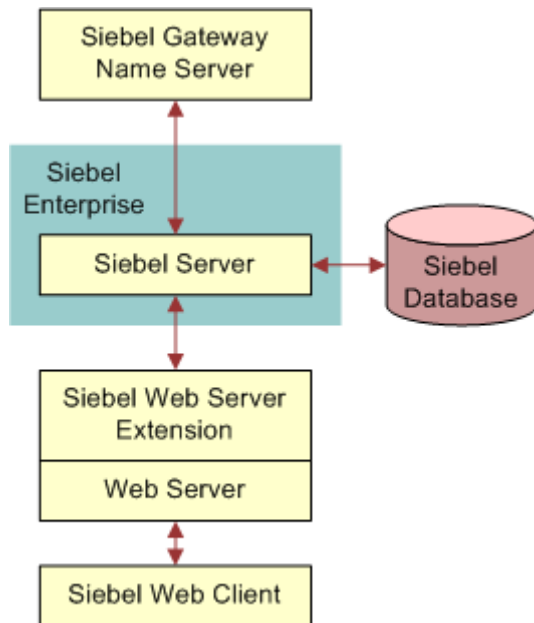 Siebel Gateway
Name Server
Siebel
Enterprise
Siebel Server
Siebel
Database
Siebel Web Server
Extension
Web Server
Siebel Web Client